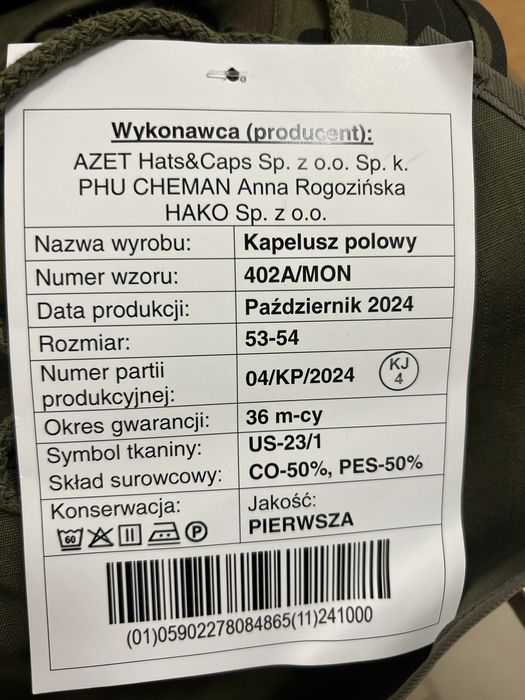 Wykonawca (producent):
AZET Hats&Caps Sp. z o.o. Sp. k.
PHU CHEMAN Anna Rogozińska
HAKO Sp. z o.o.
Nazwa wyrobu: Kapelusz polowy
Numer wzoru: 402A/MON
Data produkcji: Październik 2024
Rozmiar: 53-54
Numer partii
produkcyjnej: 04/KP/2024 KJ
4
Okres gwarancji: 36 m-cy
Symbol tkaniny: US-23/1
Skład surowcowy: CO-50%, PES-50%
Konserwacja:
60 P
Jakość:
PIERWSZA
(01)05902278084865(11)241000